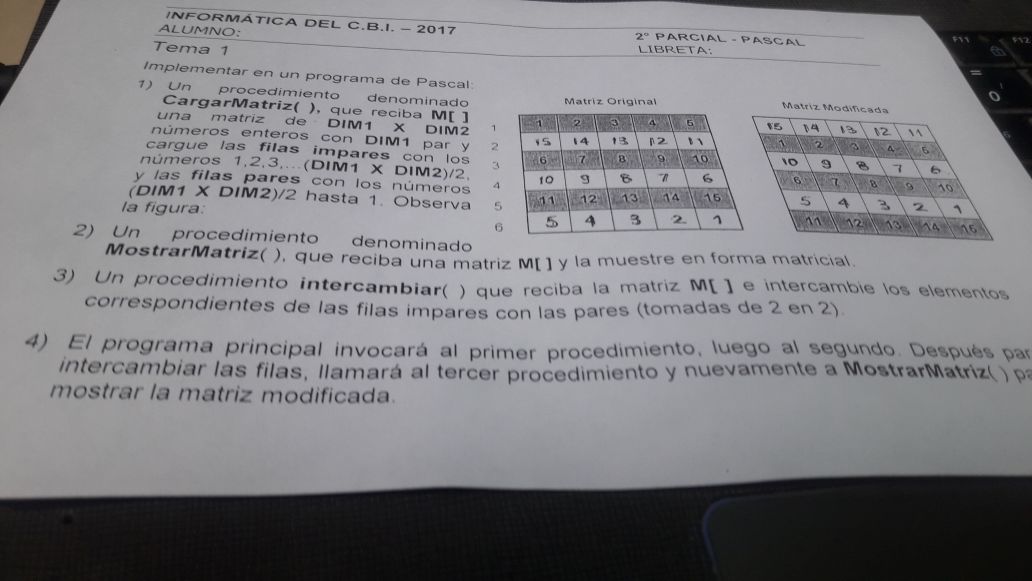 INFORMÁTICA DEL C.B.I. – 2017
2° PARCIAL - PASCAL
ALUMNO:
LIBRETA:
Tema 1
Implementar en un programa de Pascal:
1) Un procedimiento denominado
CargarMatriz( ), que reciba M[ ]
una matriz de DIM1 X DIM2
números enteros con DIM1 par y
cargue las filas impares con los
números 1,2,3,...(DIM1 X DIM2)/2,
y las filas pares con los números
(DIM1 X DIM2)/2 hasta 1. Observa
la figura:
Matriz Original
1 1 2 3 4 5
2 15 14 13 12 11
3 6 7 8 9 10
4 10 9 8 7 6
5 11 12 13 14 15
6 5 4 3 2 1
Matriz Modificada
15 14 13 12 11
1 2 3 4 5
10 9 8 7 6
6 7 8 9 10
5 4 3 2 1
11 12 13 14 15
2) Un procedimiento denominado
MostrarMatriz( ), que reciba una matriz M[ ] y la muestre en forma matricial.
3) Un procedimiento intercambiar( ) que reciba la matriz M[ ] e intercambie los elementos
correspondientes de las filas impares con las pares (tomadas de 2 en 2).
4) El programa principal invocará al primer procedimiento, luego al segundo. Después par
intercambiar las filas, llamará al tercer procedimiento y nuevamente a MostrarMatriz( ) pa
mostrar la matriz modificada.
F11
F12
=
0